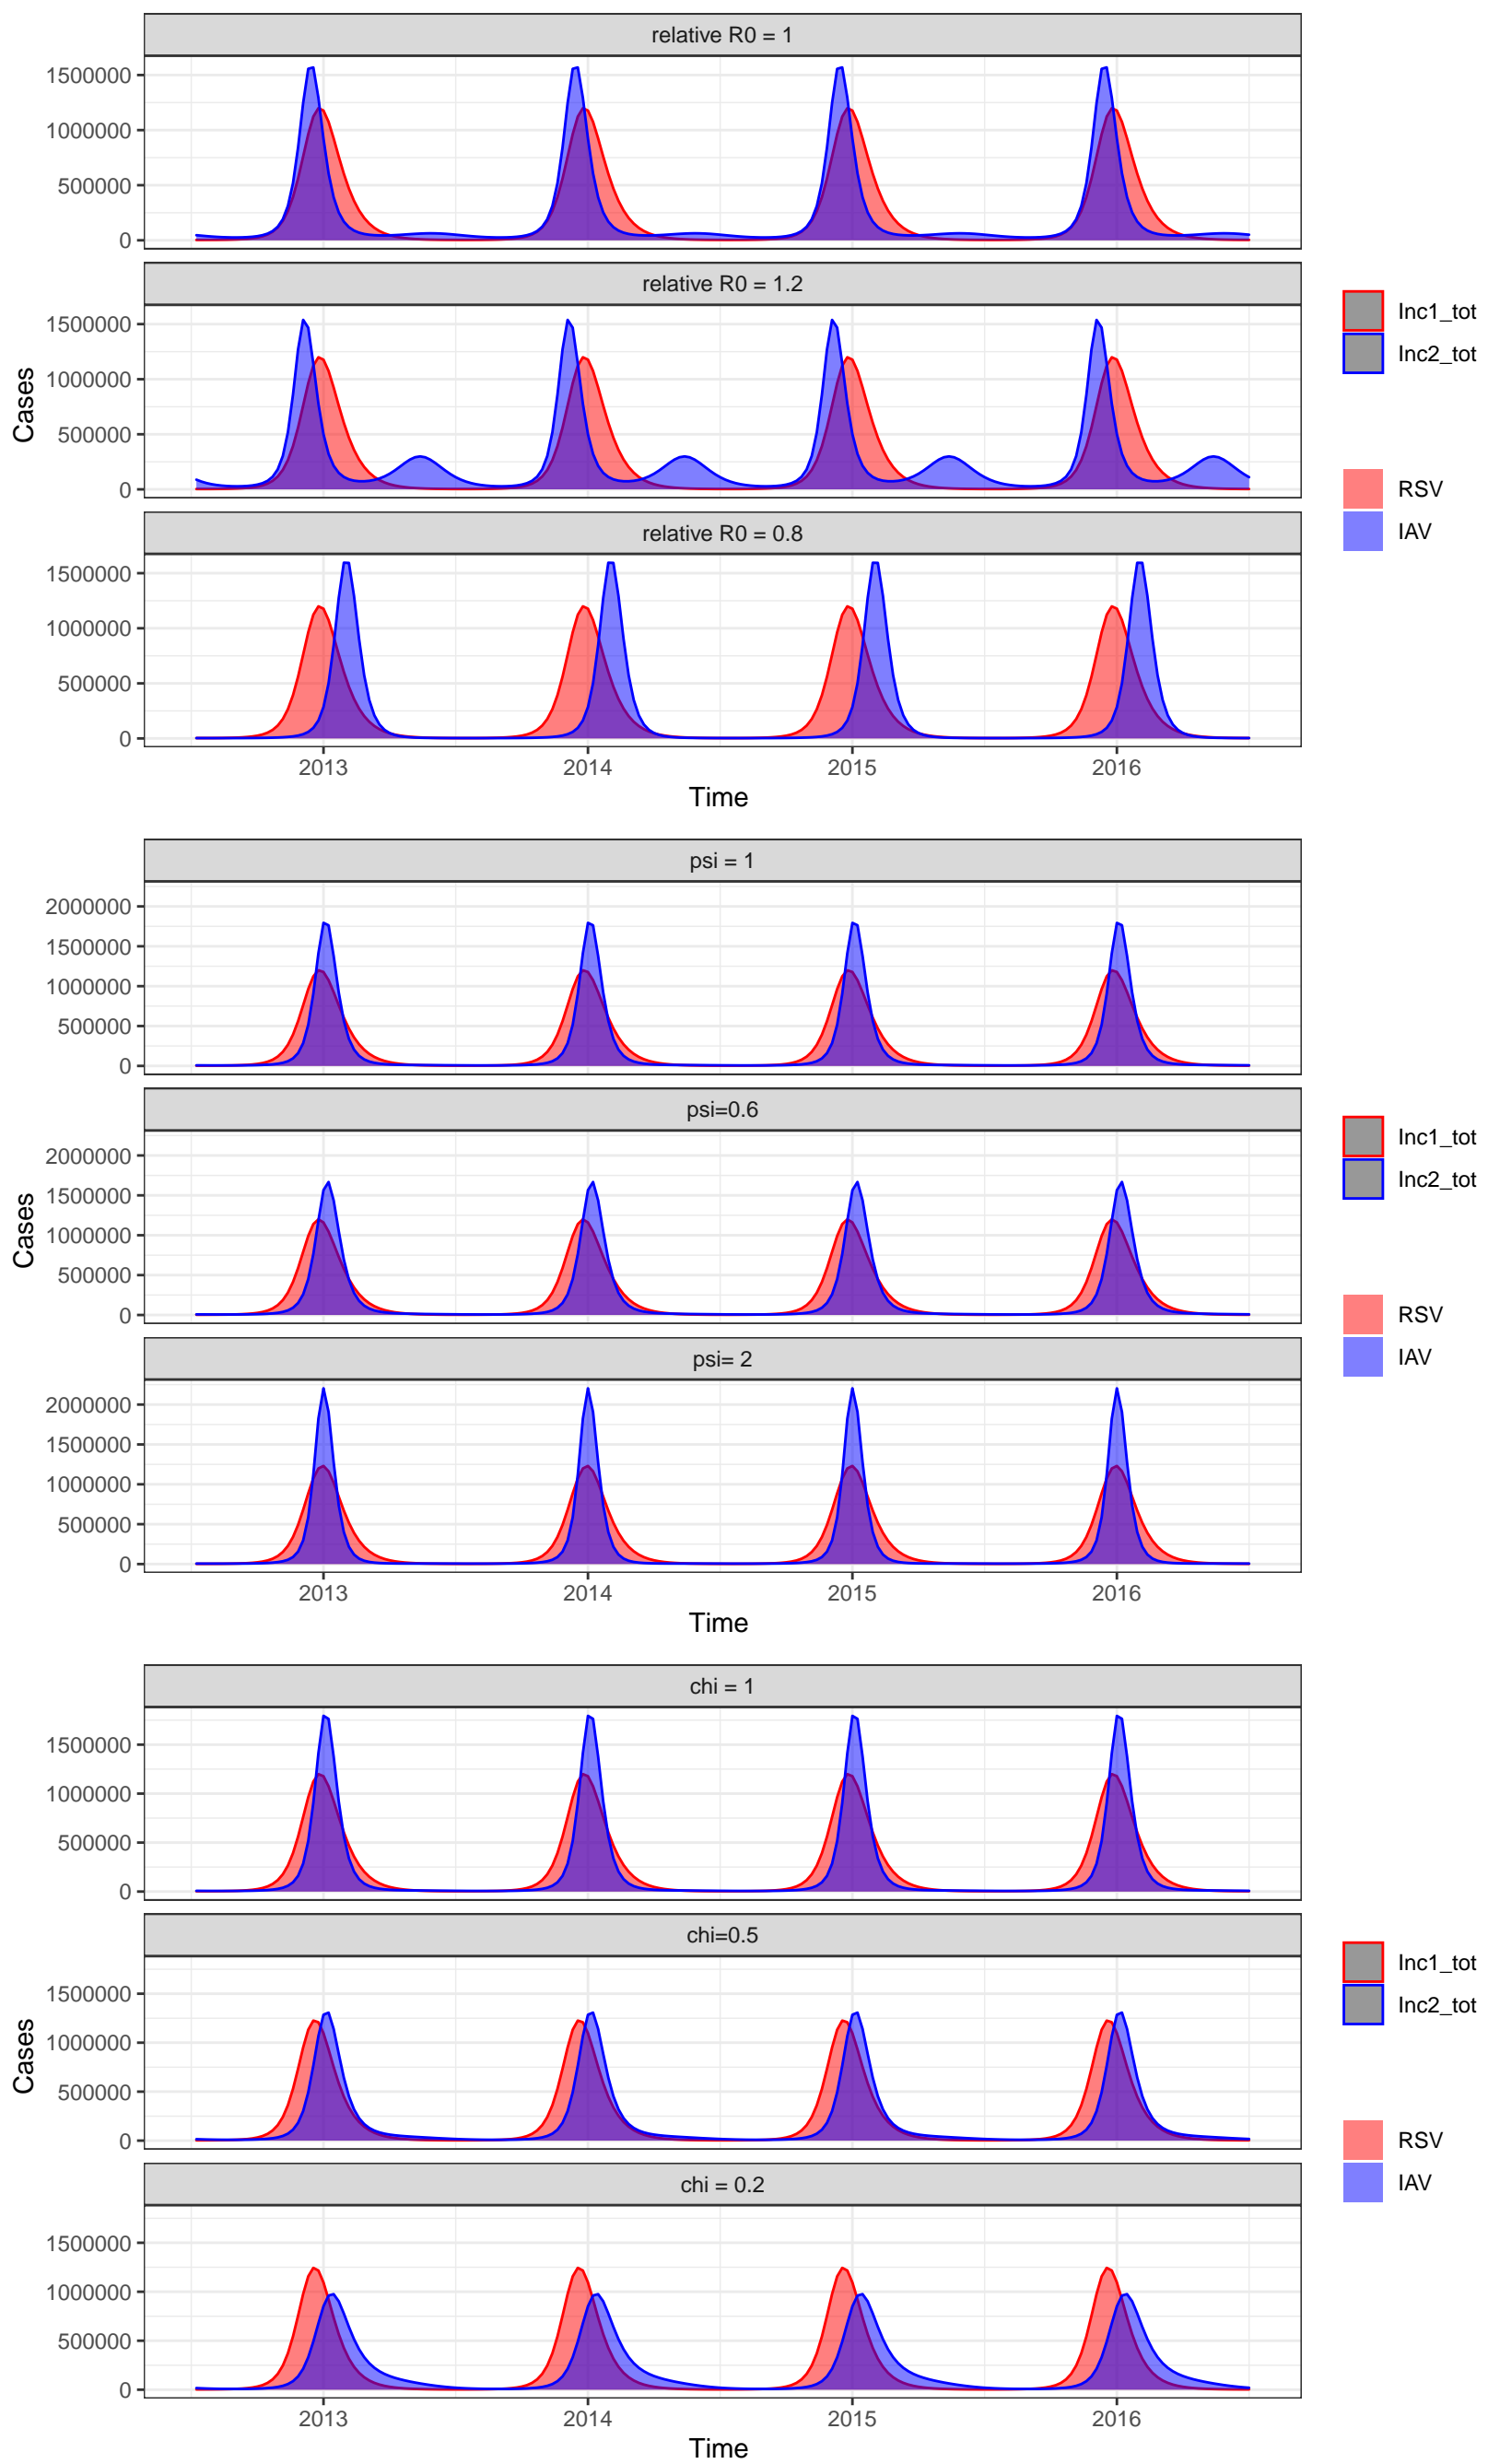 relative R0 = 1
1500000
1000000
500000
0
relative R0 = 1.2
1500000
1000000
500000
0
relative R0 = 0.8
1500000
1000000
500000
0
2013 2014 2015 2016
Time
Cases
Inc1_tot
Inc2_tot
RSV
IAV
psi = 1
2000000
1500000
1000000
500000
0
psi=0.6
2000000
1500000
1000000
500000
0
psi= 2
2000000
1500000
1000000
500000
0
2013 2014 2015 2016
Time
Cases
Inc1_tot
Inc2_tot
RSV
IAV
chi = 1
1500000
1000000
500000
0
chi=0.5
1500000
1000000
500000
0
chi = 0.2
1500000
1000000
500000
0
2013 2014 2015 2016
Time
Cases
Inc1_tot
Inc2_tot
RSV
IAV